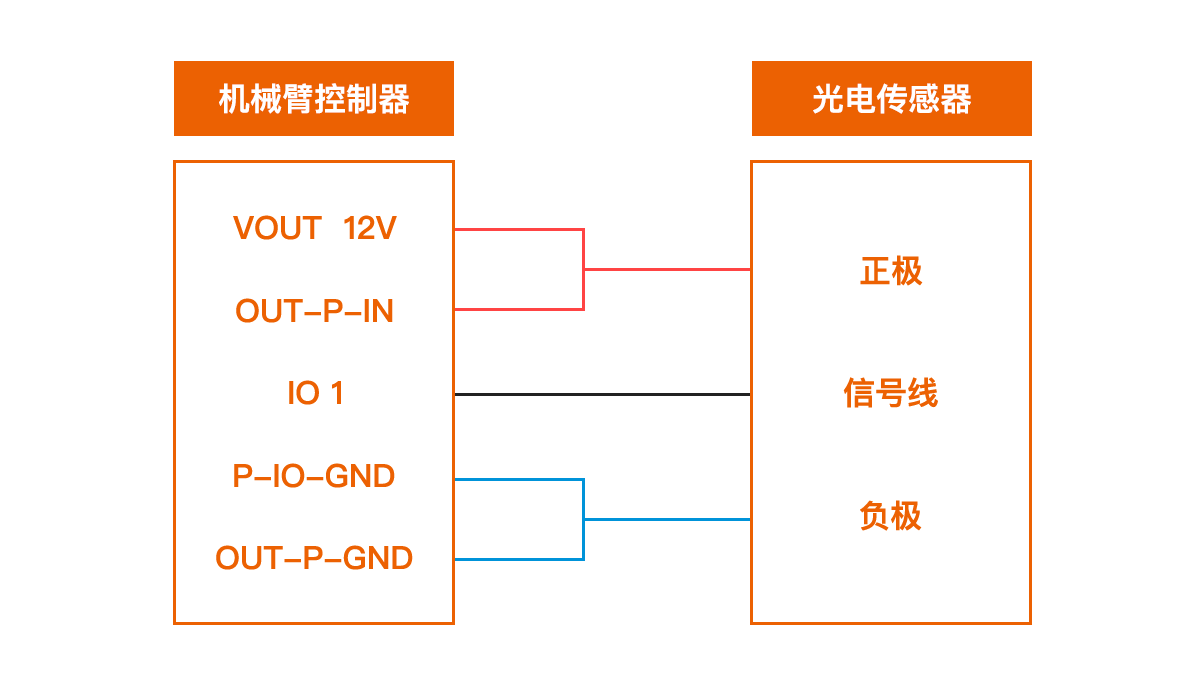 机械臂控制器
光电传感器
VOUT 12V
OUT–P–IN
IO 1
P–IO–GND
OUT–P–GND
正极
信号线
负极